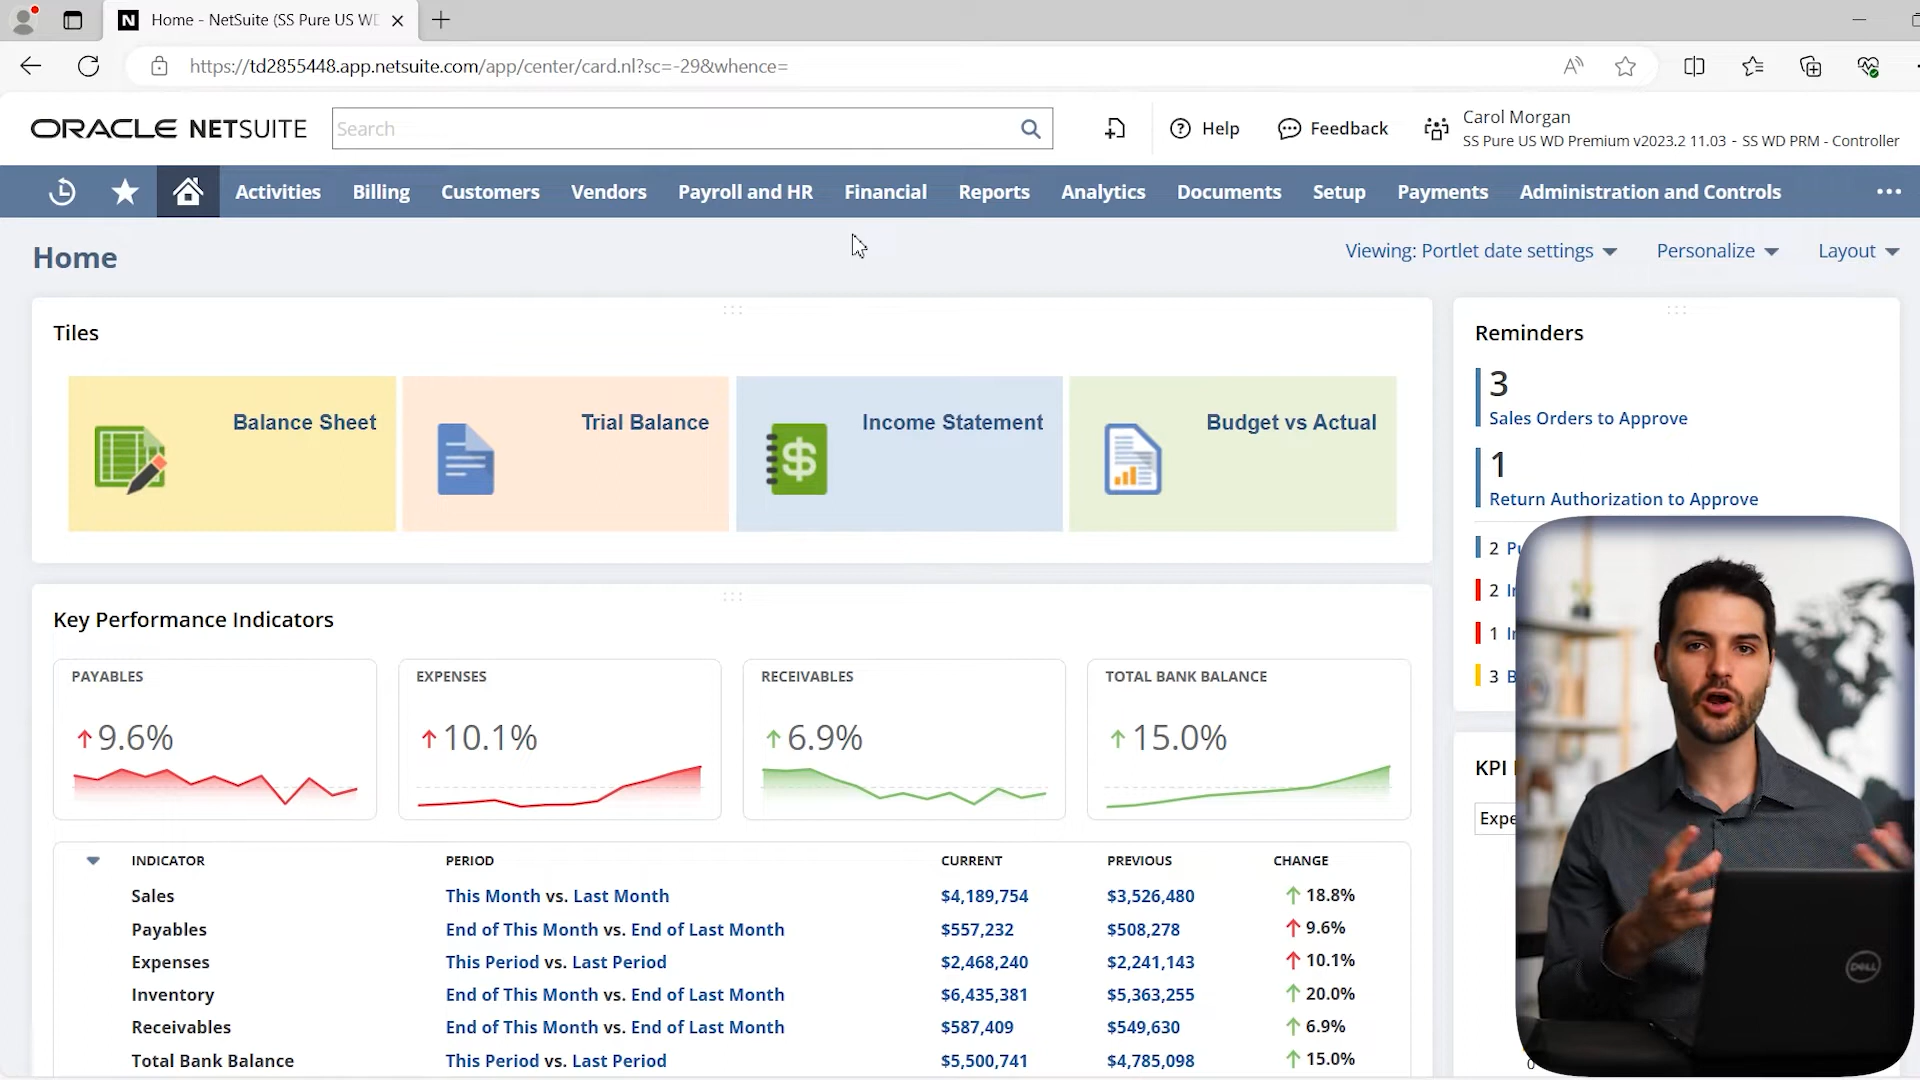 Home - NetSuite (SS Pure US WD
https://td2855448.app.netsuite.com/app/center/card.nl?sc=-29&whence=
ORACLE NETSUITE
Search
Help
Feedback
Carol Morgan
SS Pure US WD Premium v2023.2 11.03 - SS WD PRM - Controller
Activities Billing Customers Vendors Payroll and HR Financial Reports Analytics Documents Setup Payments Administration and Controls
Home
Viewing: Portlet date settings Personalize Layout
Tiles
Balance Sheet
Trial Balance
Income Statement
Budget vs Actual
Reminders
3
Sales Orders to Approve
1
Return Authorization to Approve
2
2
1
3
Key Performance Indicators
PAYABLES
9.6%
EXPENSES
10.1%
RECEIVABLES
6.9%
TOTAL BANK BALANCE
15.0%
KPI
INDICATOR PERIOD CURRENT PREVIOUS CHANGE
Sales This Month vs. Last Month $4,189,754 $3,526,480 18.8%
Payables End of This Month vs. End of Last Month $557,232 $508,278 9.6%
Expenses This Period vs. Last Period $2,468,240 $2,241,143 10.1%
Inventory End of This Month vs. End of Last Month $6,435,381 $5,363,255 20.0%
Receivables End of This Month vs. End of Last Month $587,409 $549,630 6.9%
Total Bank Balance This Period vs. Last Period $5,500,741 $4,785,098 15.0%
DELL